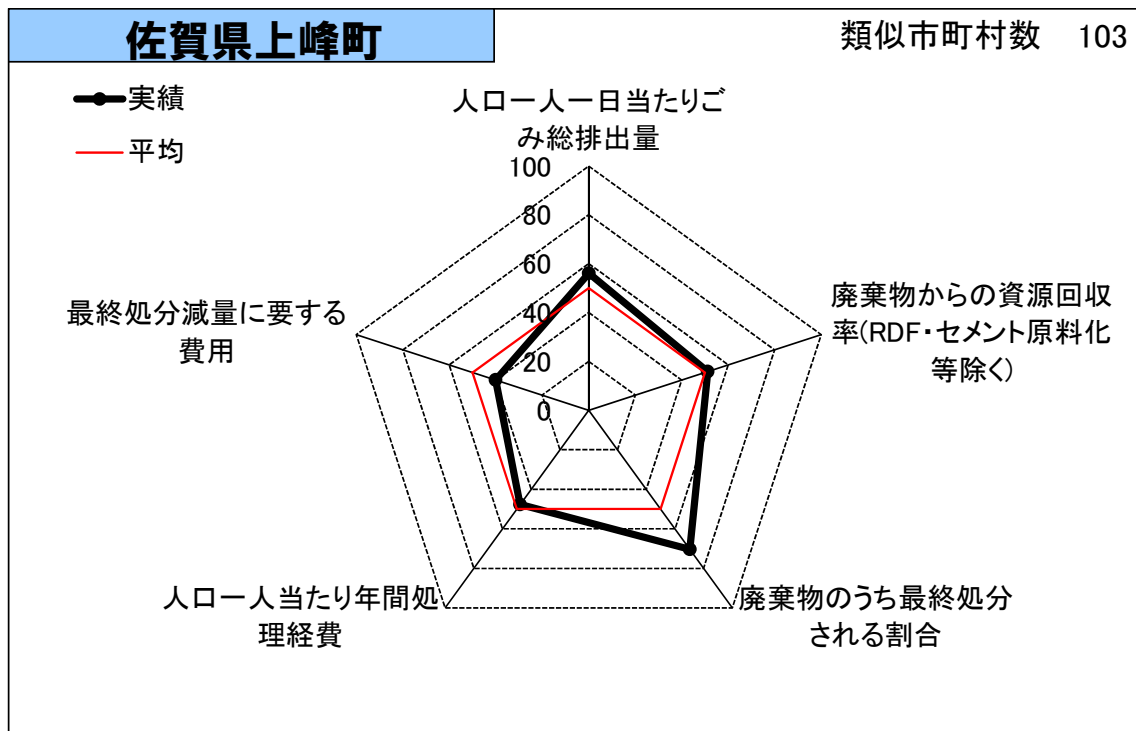 佐賀県上峰町
類似市町村数 103
実績
平均
人口一人一日当たりご
み総排出量
100
80
60
40
20
0
廃棄物からの資源回収
率(RDF・セメント原料化
等除く)
廃棄物のうち最終処分
される割合
人口一人当たり年間処
理経費
最終処分減量に要する
費用